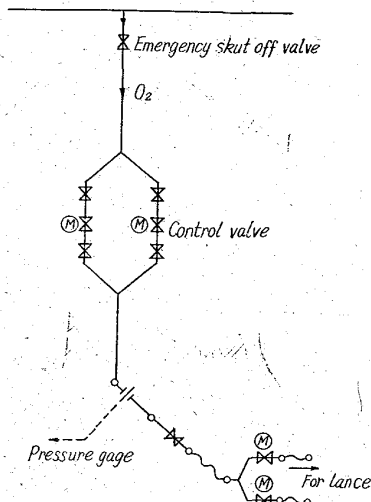 Emergency skut off valve
O₂
M
M
Control valve
Pressure gage
M
For lance
M